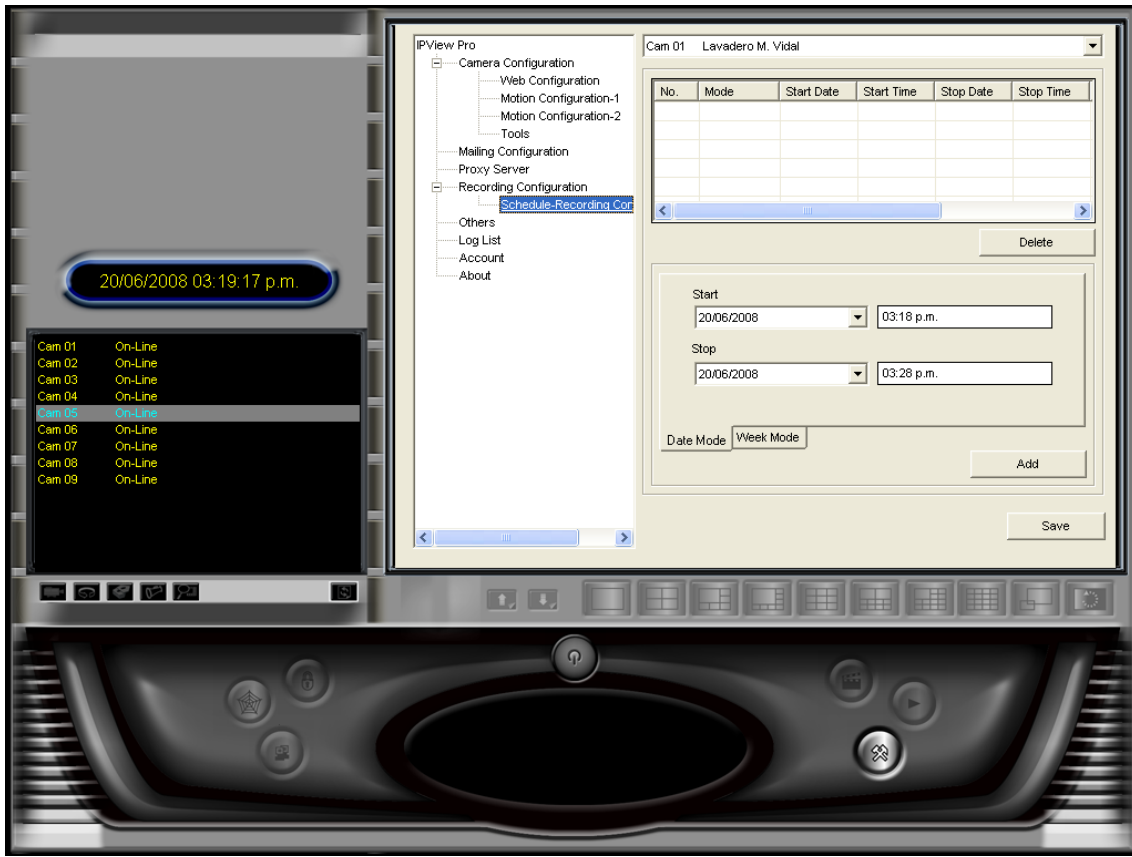 IPView Pro
Camera Configuration
Web Configuration
Motion Configuration-1
Motion Configuration-2
Tools
Mailing Configuration
Proxy Server
Recording Configuration
Schedule-Recording Cor
Others
Log List
Account
About
Cam 01 Lavadero M. Vidal
No. Mode Start Date Start Time Stop Date Stop Time
Delete
Start
20/06/2008 03:18 p.m.
Stop
20/06/2008 03:28 p.m.
Date Mode Week Mode
Add
Save
20/06/2008 03:19:17 p.m.
Cam 01 On-Line
Cam 02 On-Line
Cam 03 On-Line
Cam 04 On-Line
Cam 05 On-Line
Cam 06 On-Line
Cam 07 On-Line
Cam 08 On-Line
Cam 09 On-Line